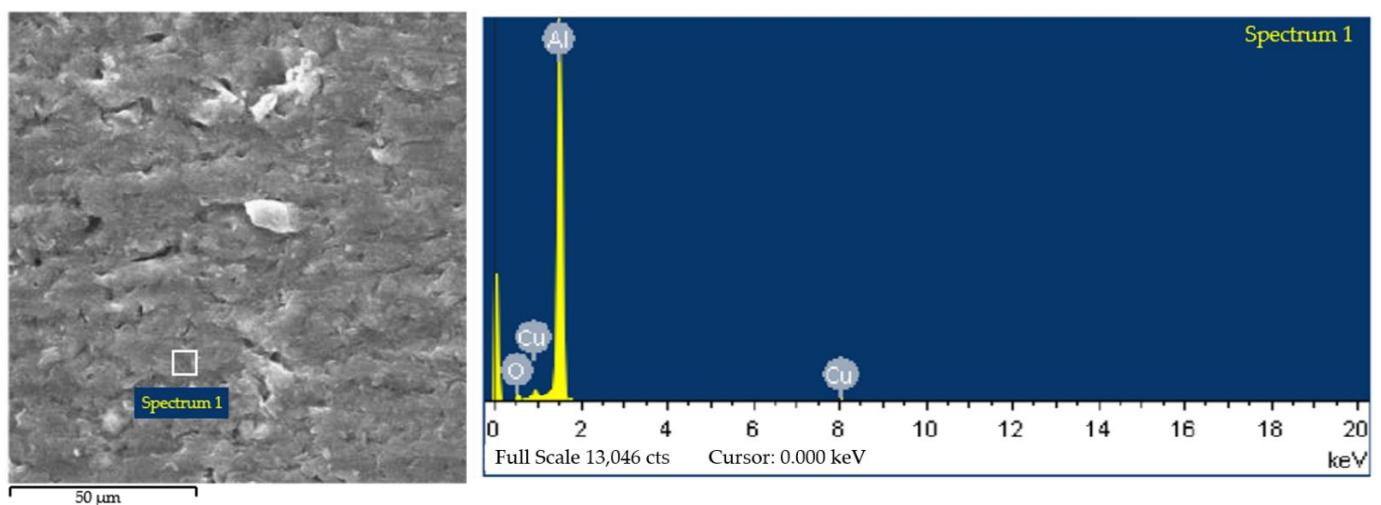 Spectrum 1
50 μm
Spectrum 1
Al
Cu
O
Cu
0 2 4 6 8 10 12 14 16 18 20
Full Scale 13,046 cts Cursor: 0.000 keV
keV